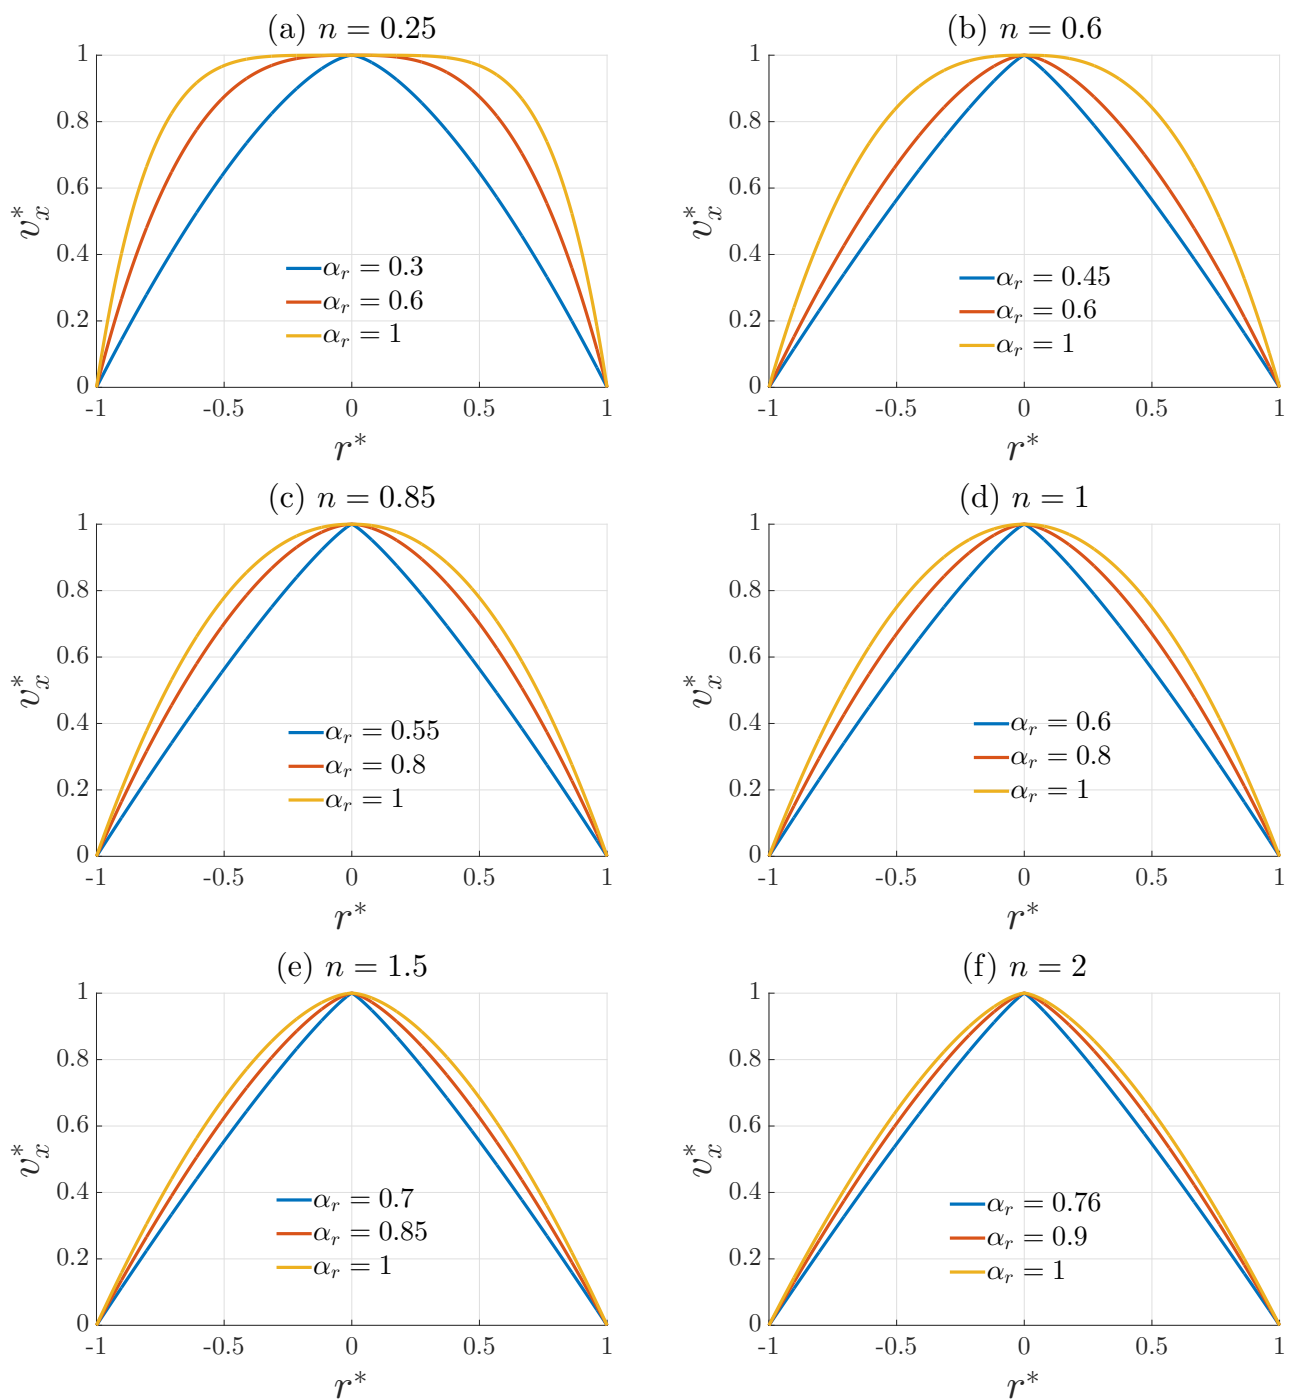 (a) n = 0.25
1
0.8
0.6
0.4
0.2
0
v*x
α_r = 0.3
α_r = 0.6
α_r = 1
-1 -0.5 0 0.5 1
r*
(b) n = 0.6
1
0.8
0.6
0.4
0.2
0
v*x
α_r = 0.45
α_r = 0.6
α_r = 1
-1 -0.5 0 0.5 1
r*
(c) n = 0.85
1
0.8
0.6
0.4
0.2
0
v*x
α_r = 0.55
α_r = 0.8
α_r = 1
-1 -0.5 0 0.5 1
r*
(d) n = 1
1
0.8
0.6
0.4
0.2
0
v*x
α_r = 0.6
α_r = 0.8
α_r = 1
-1 -0.5 0 0.5 1
r*
(e) n = 1.5
1
0.8
0.6
0.4
0.2
0
v*x
α_r = 0.7
α_r = 0.85
α_r = 1
-1 -0.5 0 0.5 1
r*
(f) n = 2
1
0.8
0.6
0.4
0.2
0
v*x
α_r = 0.76
α_r = 0.9
α_r = 1
-1 -0.5 0 0.5 1
r*